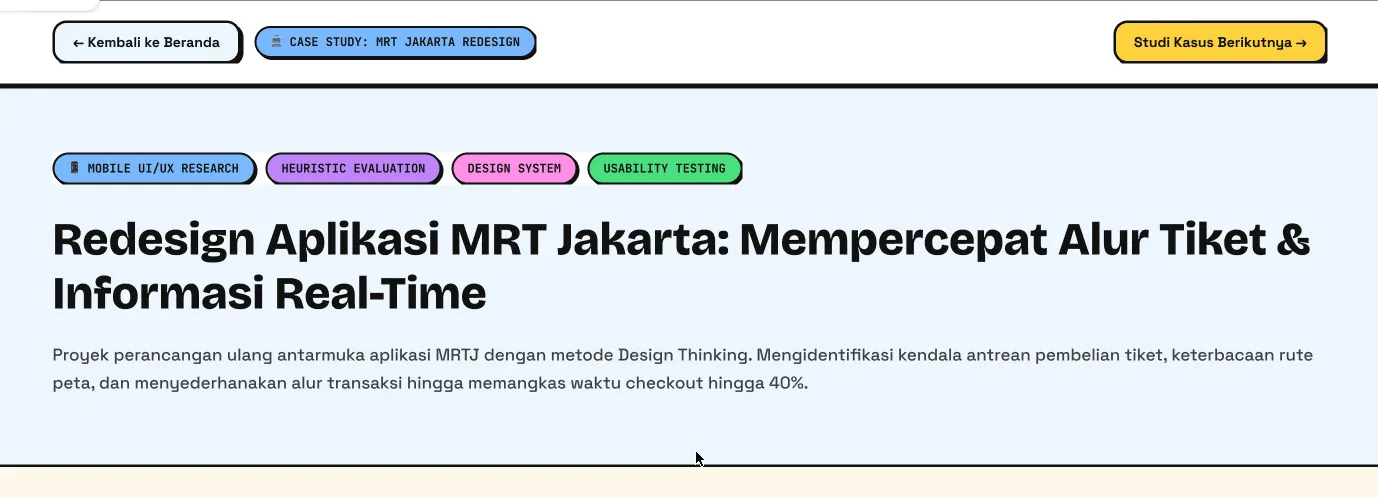 ← Kembali ke Beranda
CASE STUDY: MRT JAKARTA REDESIGN
Studi Kasus Berikutnya →
MOBILE UI/UX RESEARCH
HEURISTIC EVALUATION
DESIGN SYSTEM
USABILITY TESTING
Redesign Aplikasi MRT Jakarta: Mempercepat Alur Tiket &
Informasi Real-Time
Proyek perancangan ulang antarmuka aplikasi MRTJ dengan metode Design Thinking. Mengidentifikasi kendala antrean pembelian tiket, keterbacaan rute
peta, dan menyederhanakan alur transaksi hingga memangkas waktu checkout hingga 40%.